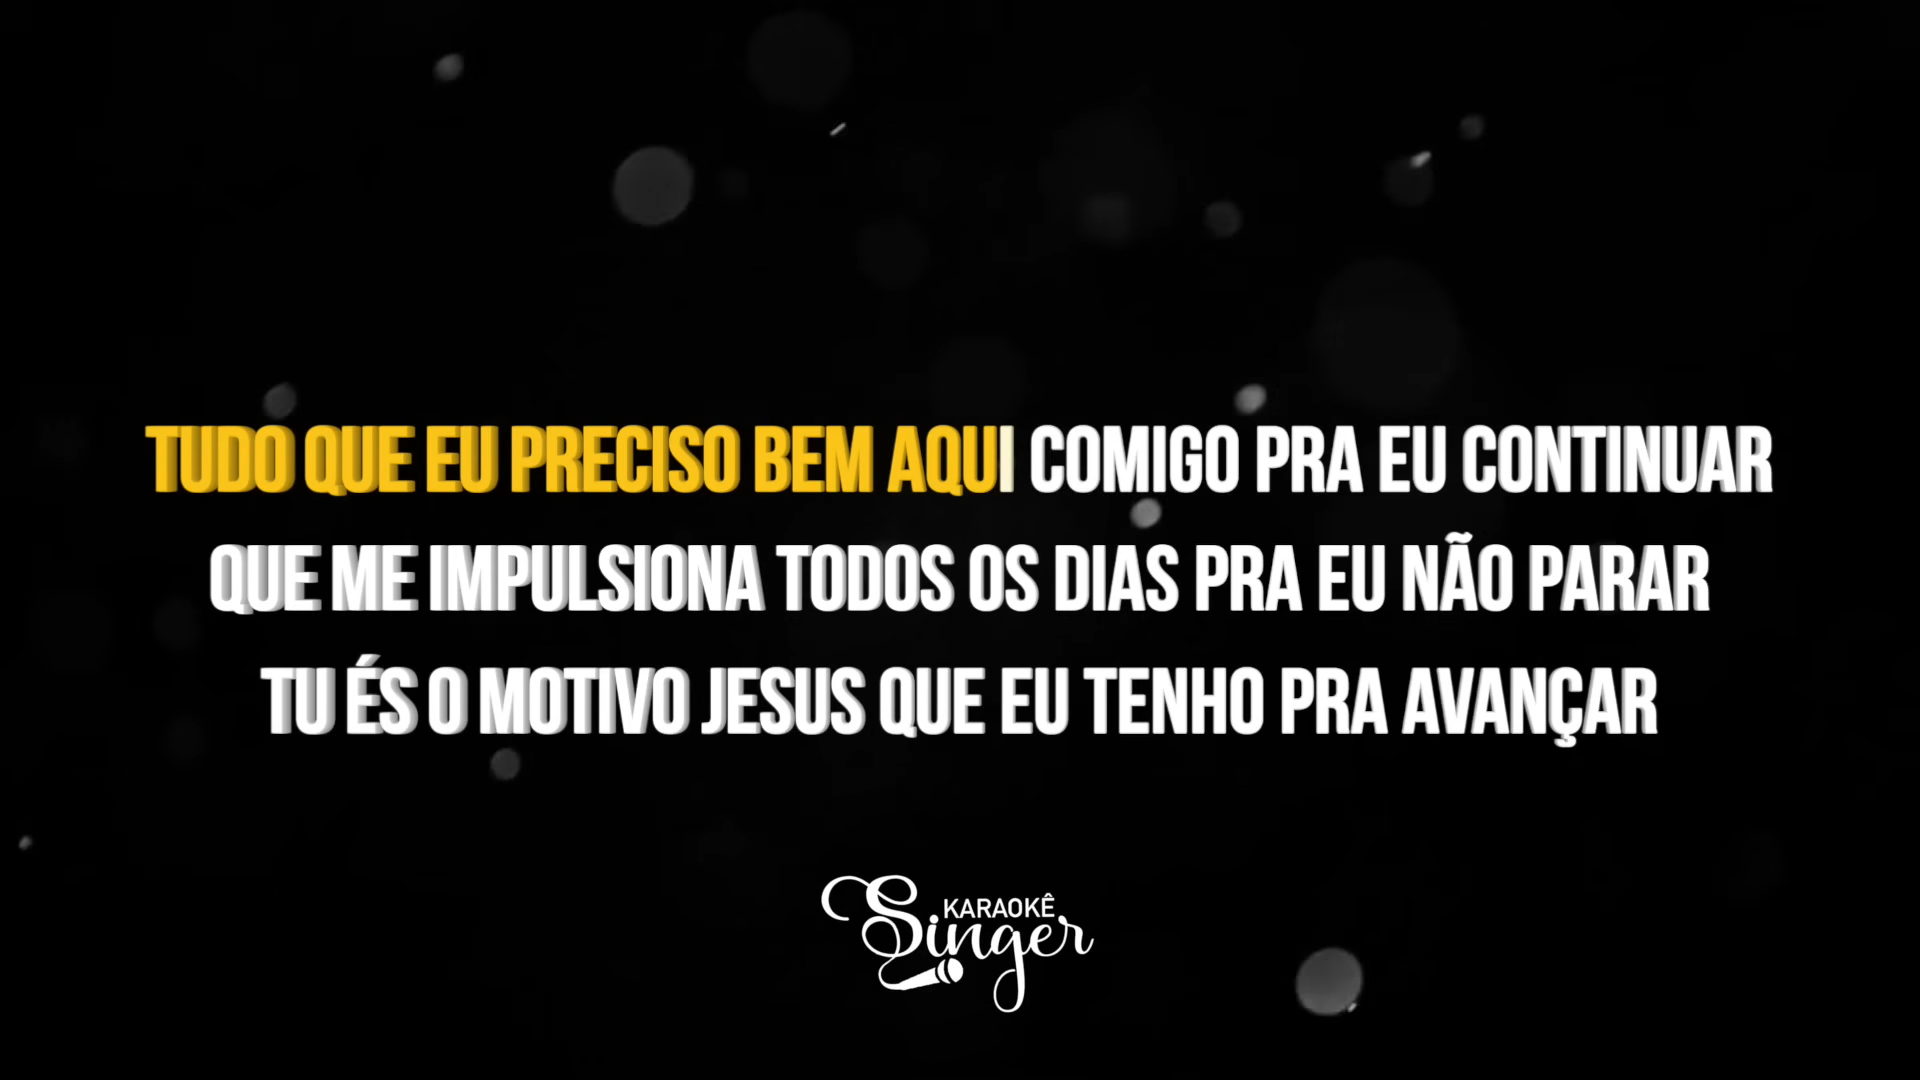 TUDO QUE EU PRECISO BEM AQUI COMIGO PRA EU CONTINUAR
QUE ME IMPULSIONA TODOS OS DIAS PRA EU NÃO PARAR
TU ÉS O MOTIVO JESUS QUE EU TENHO PRA AVANÇAR
KARAOKÊ
Singer